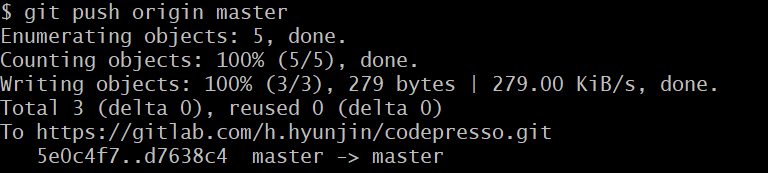 $ git push origin master
Enumerating objects: 5, done.
Counting objects: 100% (5/5), done.
Writing objects: 100% (3/3), 279 bytes | 279.00 KiB/s, done.
Total 3 (delta 0), reused 0 (delta 0)
To https://gitlab.com/h.hyunjin/codepresso.git
   5e0c4f7..d7638c4  master -> master